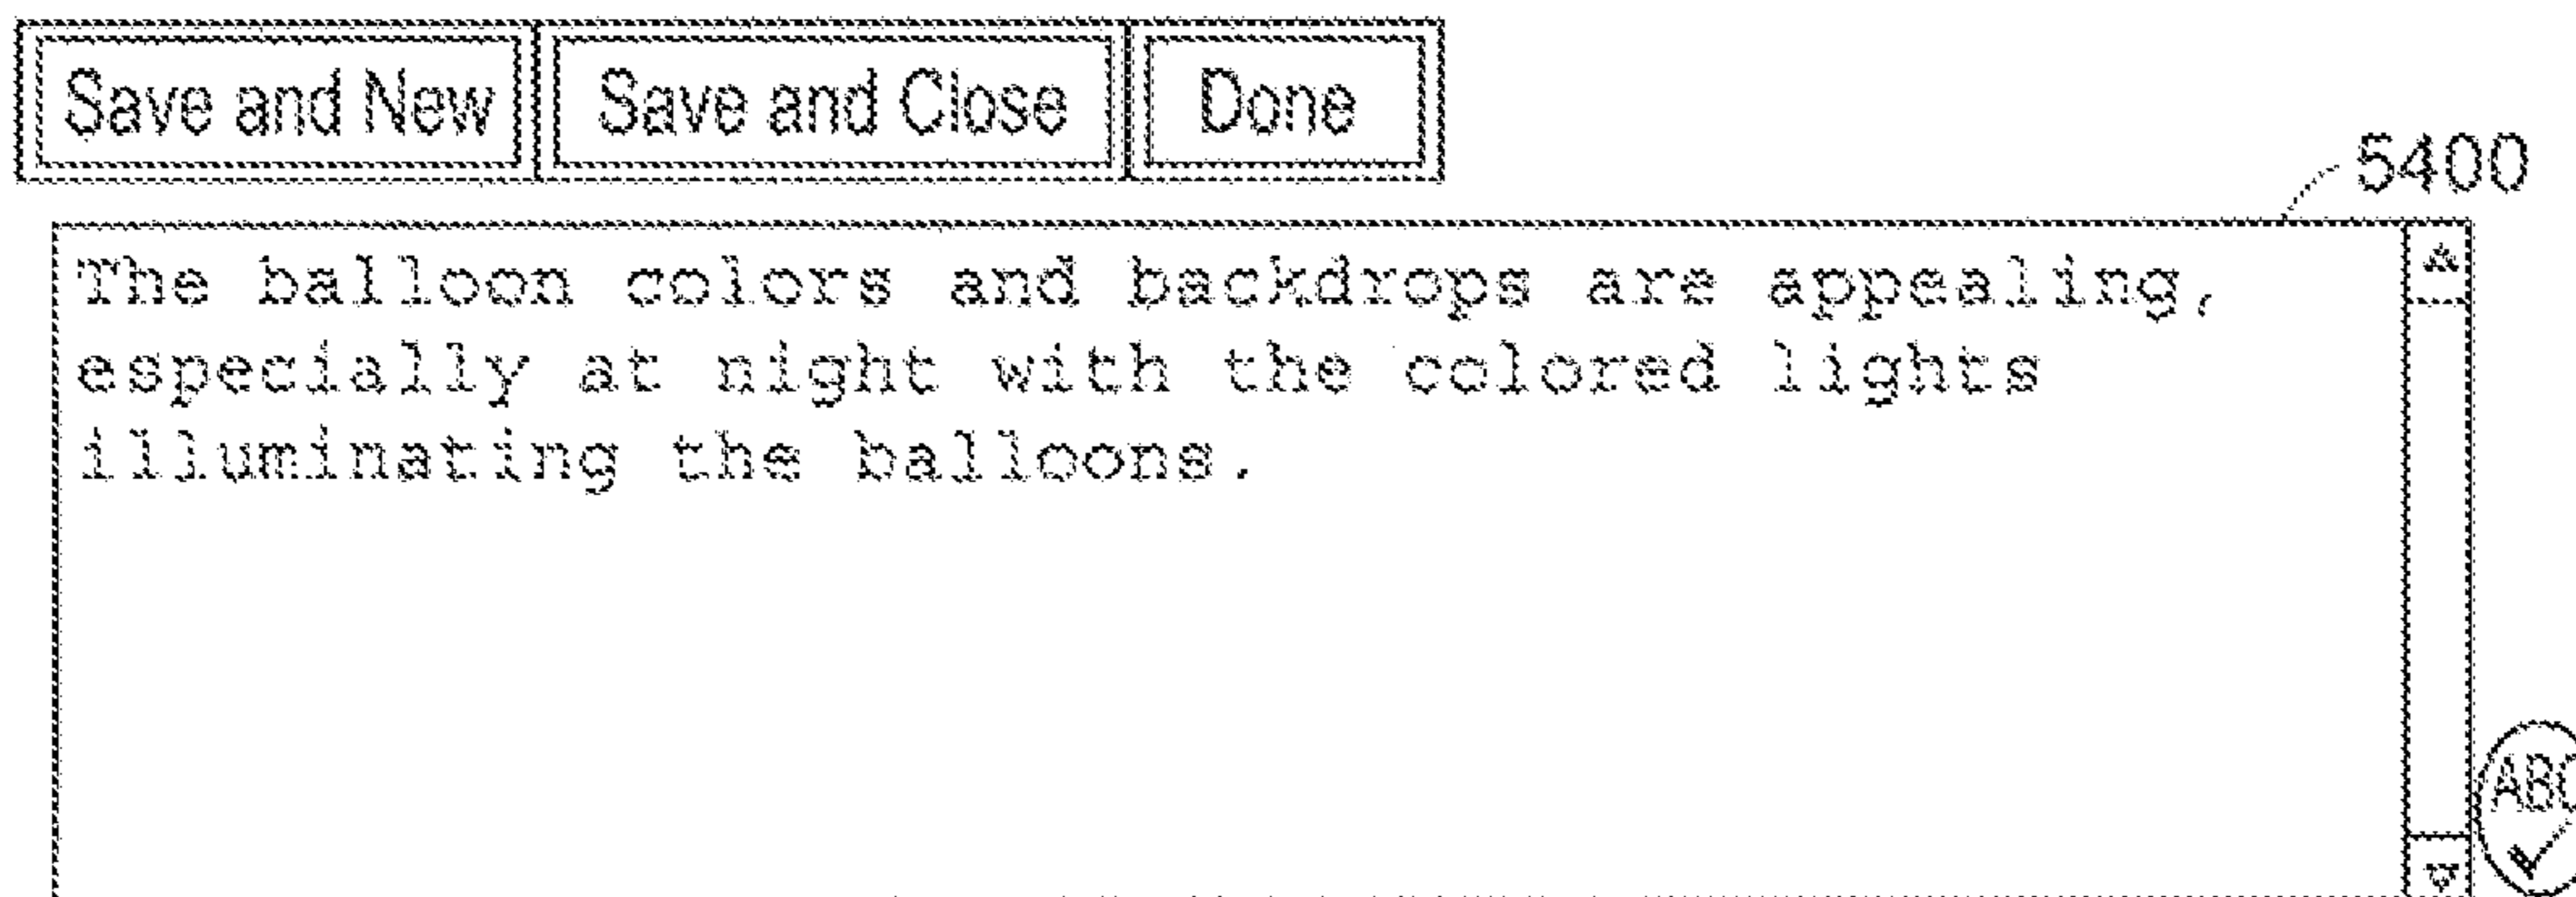 Save and New Save and Close Done
5400
The balloon colors and backdrops are appealing,
especially at night with the colored lights
illuminating the balloons.
ABC